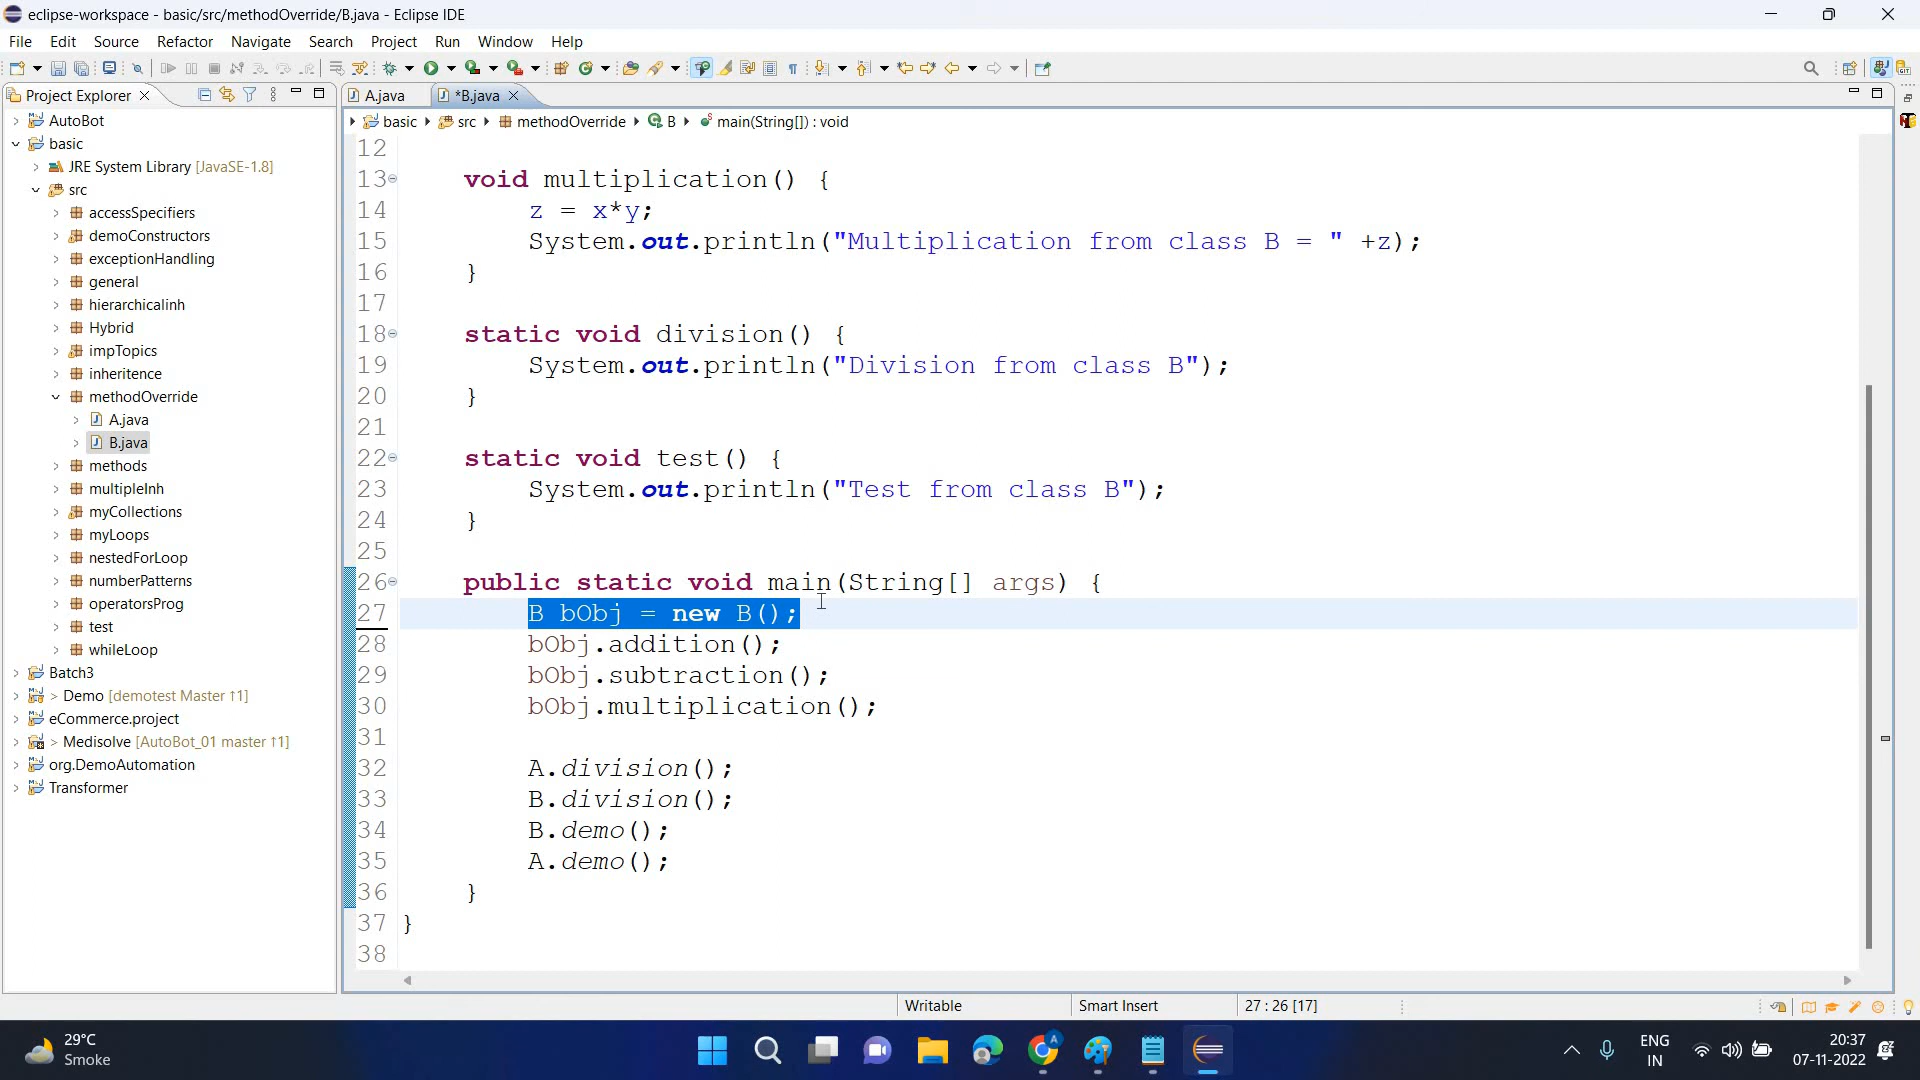 eclipse-workspace - basic/src/methodOverride/B.java - Eclipse IDE
File Edit Source Refactor Navigate Search Project Run Window Help
Project Explorer
A.java
*B.java
basic
src
methodOverride
B
main(String[]) : void
AutoBot
basic
JRE System Library [JavaSE-1.8]
src
accessSpecifiers
demoConstructors
exceptionHandling
general
hierarchicalinh
Hybrid
impTopics
inheritence
methodOverride
A.java
B.java
methods
multipleInh
myCollections
myLoops
nestedForLoop
numberPatterns
operatorsProg
test
whileLoop
Batch3
> Demo [demotest Master ↑1]
eCommerce.project
> Medisolve [AutoBot_01 master ↑1]
org.DemoAutomation
Transformer
12
13 void multiplication() {
14 z = x*y;
15 System.out.println("Multiplication from class B = " +z);
16 }
17
18 static void division() {
19 System.out.println("Division from class B");
20 }
21
22 static void test() {
23 System.out.println("Test from class B");
24 }
25
26 public static void main(String[] args) {
27 B bObj = new B();
28 bObj.addition();
29 bObj.subtraction();
30 bObj.multiplication();
31
32 A.division();
33 B.division();
34 B.demo();
35 A.demo();
36 }
37 }
38
Writable
Smart Insert
27 : 26 [17]
29°C
Smoke
ENG
IN
20:37
07-11-2022